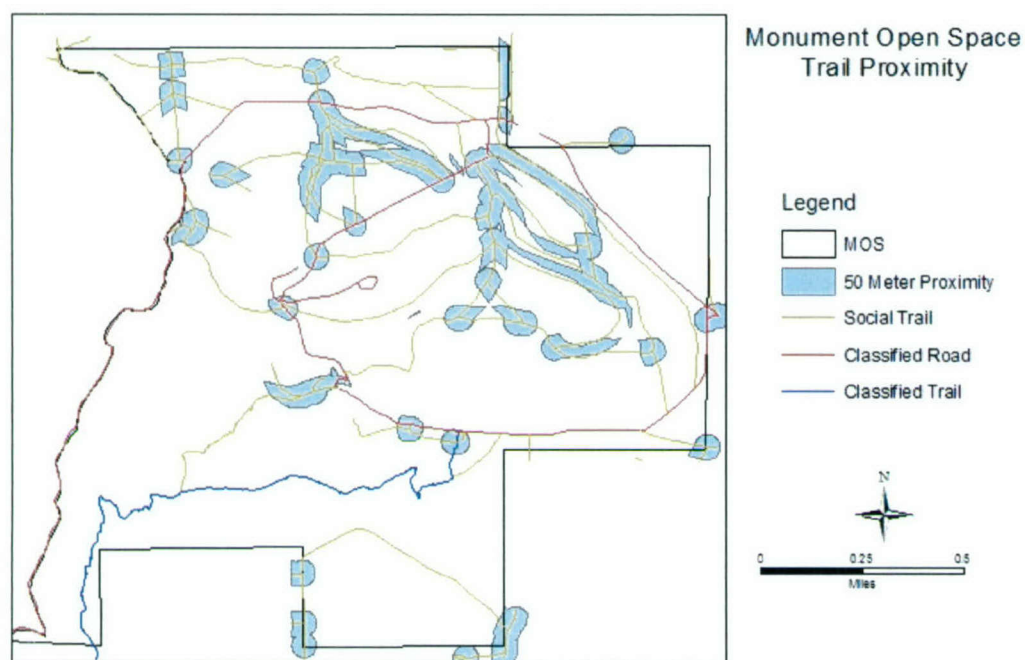 Monument Open Space
Trail Proximity
Legend
MOS
50 Meter Proximity
Social Trail
Classified Road
Classified Trail
N
0 0.25 0.5
Miles